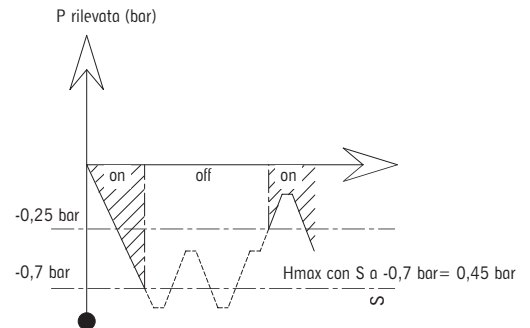 P rilevata (bar)
on off on
-0,25 bar
-0,7 bar
Hmax con S a -0,7 bar= 0,45 bar
S